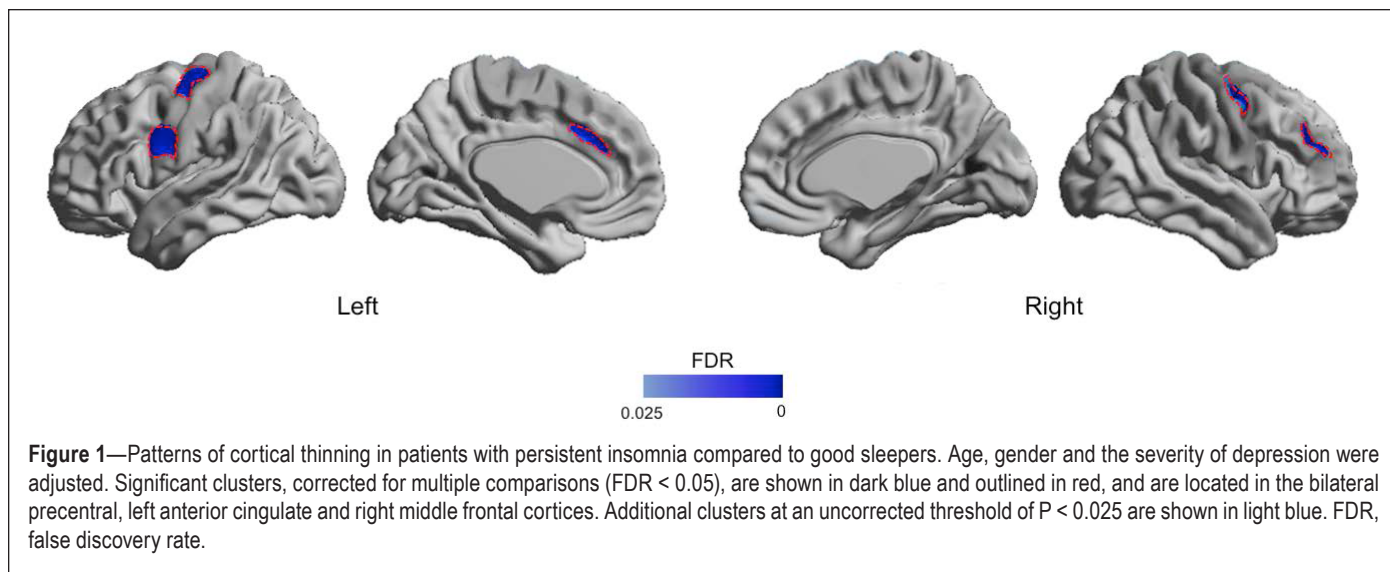 Left
Right
FDR
0.025
0
Figure 1—Patterns of cortical thinning in patients with persistent insomnia compared to good sleepers. Age, gender and the severity of depression were
adjusted. Significant clusters, corrected for multiple comparisons (FDR < 0.05), are shown in dark blue and outlined in red, and are located in the bilateral
precentral, left anterior cingulate and right middle frontal cortices. Additional clusters at an uncorrected threshold of P < 0.025 are shown in light blue. FDR,
false discovery rate.